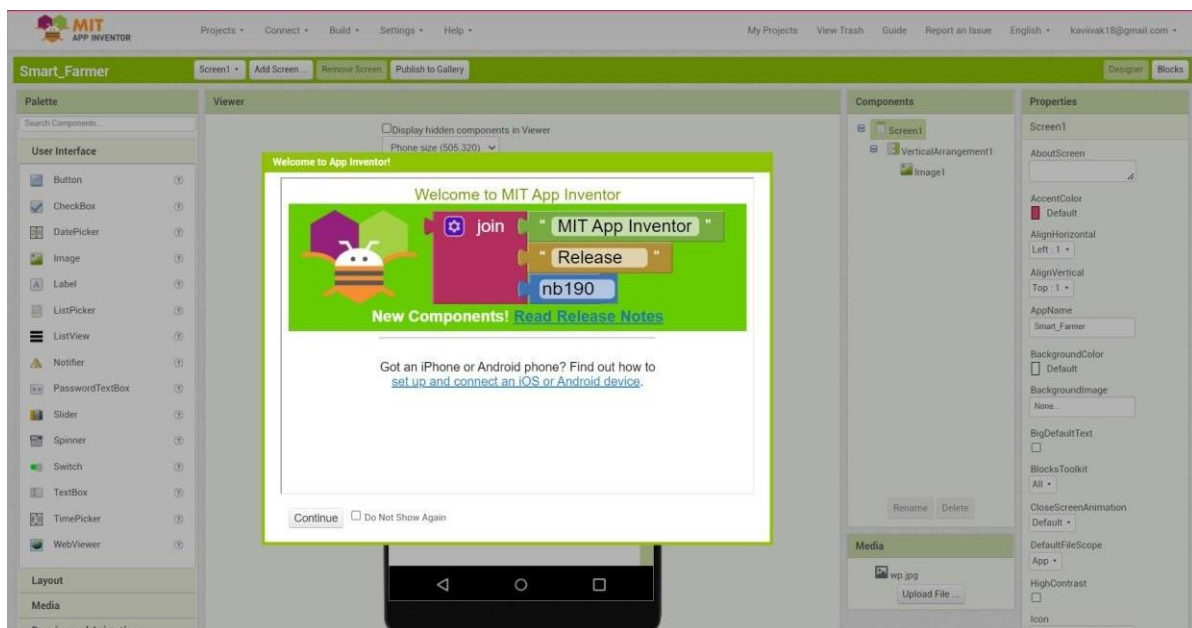 MIT
APP INVENTOR
Projects Connect Build Settings Help My Projects View Trash Guide Report an Issue English kaviivak18@gmail.com
Smart_Farmer Screen1 Add Screen ... Remove Screen Publish to Gallery Designer Blocks
Palette Viewer Components Properties
Search Components...
User Interface
Button
CheckBox
DatePicker
Image
Label
ListPicker
ListView
Notifier
PasswordTextBox
Slider
Spinner
Switch
TextBox
TimePicker
WebViewer
Layout
Media
Display hidden components in Viewer
Phone size (505,320)
Welcome to App Inventor!
Welcome to MIT App Inventor
join " MIT App Inventor "
" Release "
nb190
New Components! Read Release Notes
Got an iPhone or Android phone? Find out how to
set up and connect an iOS or Android device.
Continue Do Not Show Again
Screen1
VerticalArrangement1
Image1
Rename Delete
Media
wp.jpg
Upload File ...
Screen1
AboutScreen
AccentColor
Default
AlignHorizontal
Left : 1
AlignVertical
Top : 1
AppName
Smart_Farmer
BackgroundColor
Default
BackgroundImage
None...
BigDefaultText
BlocksToolkit
All
CloseScreenAnimation
Default
DefaultFileScope
App
HighContrast
Icon